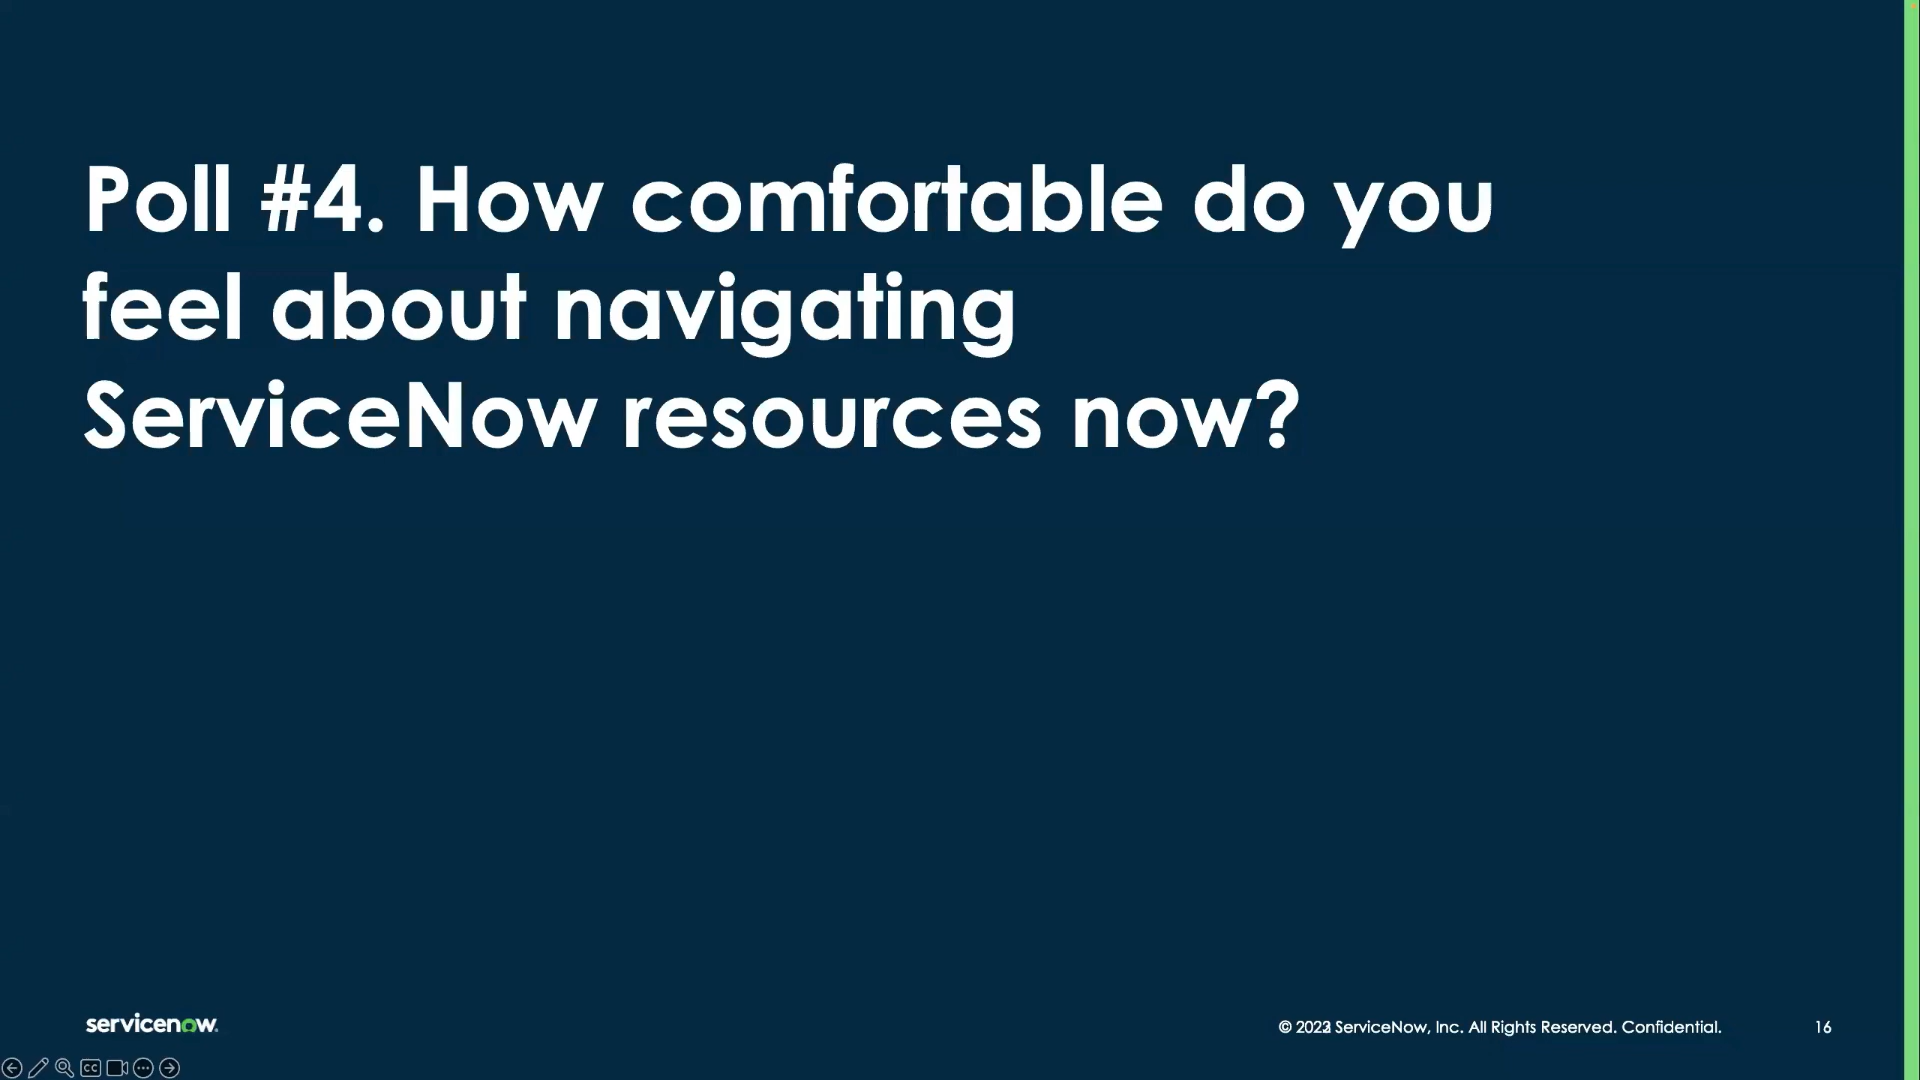 Poll #4. How comfortable do you
feel about navigating
ServiceNow resources now?
servicenow.
© ServiceNow, Inc. All Rights Reserved. Confidential.
16
CC